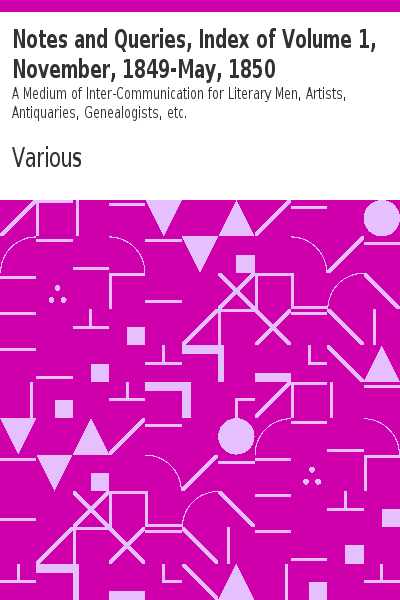 Notes and Queries, Index of Volume 1,
November, 1849-May, 1850
A Medium of Inter-Communication for Literary Men, Artists,
Antiquaries, Genealogists, etc.
Various